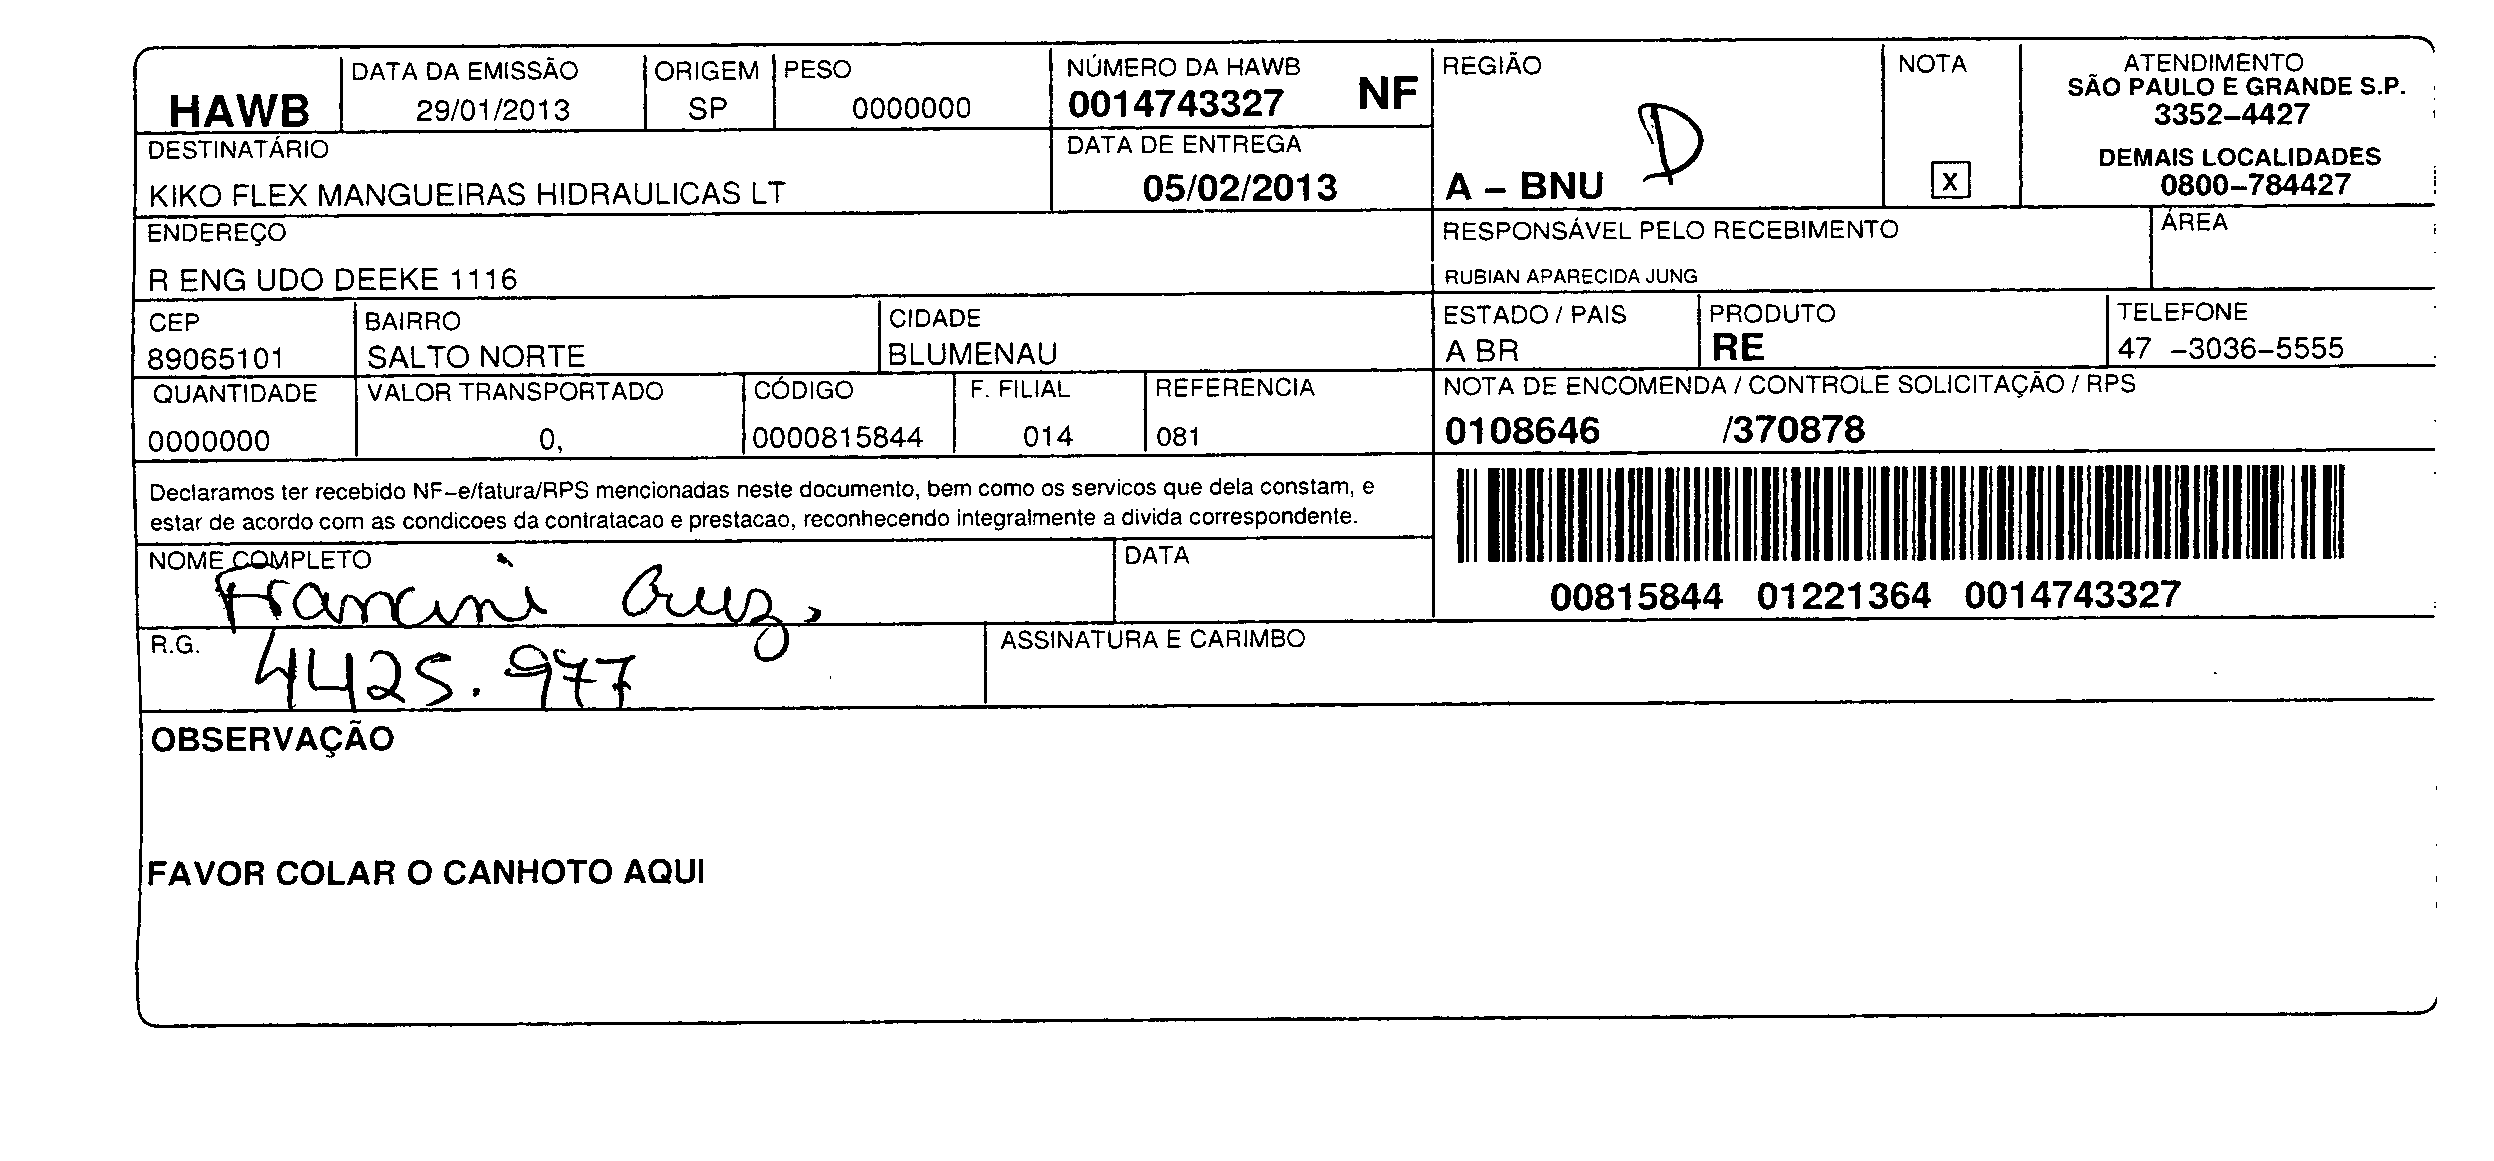 HAWB
DATA DA EMISSÃO
29/01/2013
ORIGEM
SP
PESO
0000000
NÚMERO DA HAWB
0014743327 NF
REGIÃO
A – BNU D
NOTA
X
ATENDIMENTO
SÃO PAULO E GRANDE S.P.
3352–4427
DEMAIS LOCALIDADES
0800–784427
DESTINATÁRIO
KIKO FLEX MANGUEIRAS HIDRAULICAS LT
DATA DE ENTREGA
05/02/2013
ENDEREÇO
R ENG UDO DEEKE 1116
RESPONSÁVEL PELO RECEBIMENTO
RUBIAN APARECIDA JUNG
ÁREA
CEP
89065101
BAIRRO
SALTO NORTE
CIDADE
BLUMENAU
ESTADO / PAIS
A BR
PRODUTO
RE
TELEFONE
47 –3036–5555
QUANTIDADE
0000000
VALOR TRANSPORTADO
0,
CÓDIGO
0000815844
F. FILIAL
014
REFERENCIA
081
NOTA DE ENCOMENDA / CONTROLE SOLICITAÇÃO / RPS
0108646 /370878
Declaramos ter recebido NF–e/fatura/RPS mencionadas neste documento, bem como os servicos que dela constam, e
estar de acordo com as condicoes da contratacao e prestacao, reconhecendo integralmente a divida correspondente.
00815844 01221364 0014743327
NOME COMPLETO
Francini Cruz,
DATA
R.G.
4425.977
ASSINATURA E CARIMBO
OBSERVAÇÃO
FAVOR COLAR O CANHOTO AQUI